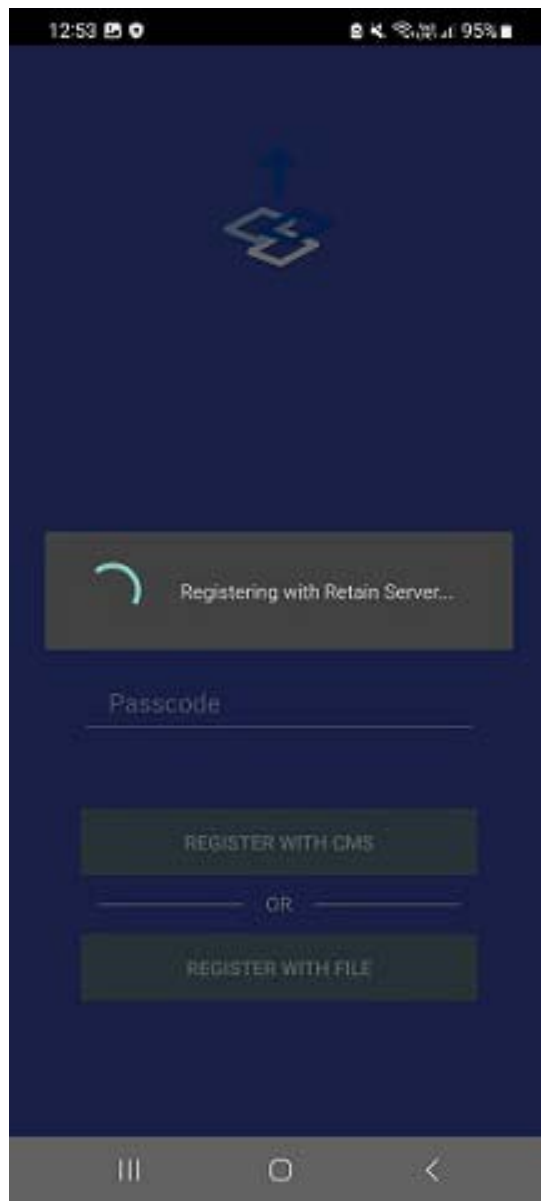 12:53 95%
Registering with Retain Server...
Passcode
REGISTER WITH CMS
OR
REGISTER WITH FILE